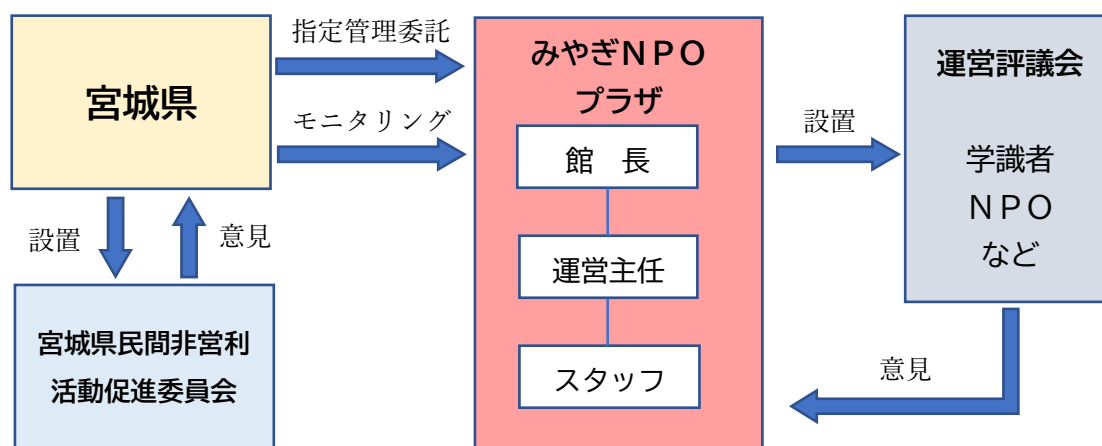 指定管理委託
宮城県
モニタリング
設置
意見
宮城県民間非営利
活動促進委員会
みやぎＮＰＯ
プラザ
館　長
運営主任
スタッフ
設置
運営評議会
学識者
ＮＰＯ
など
意見